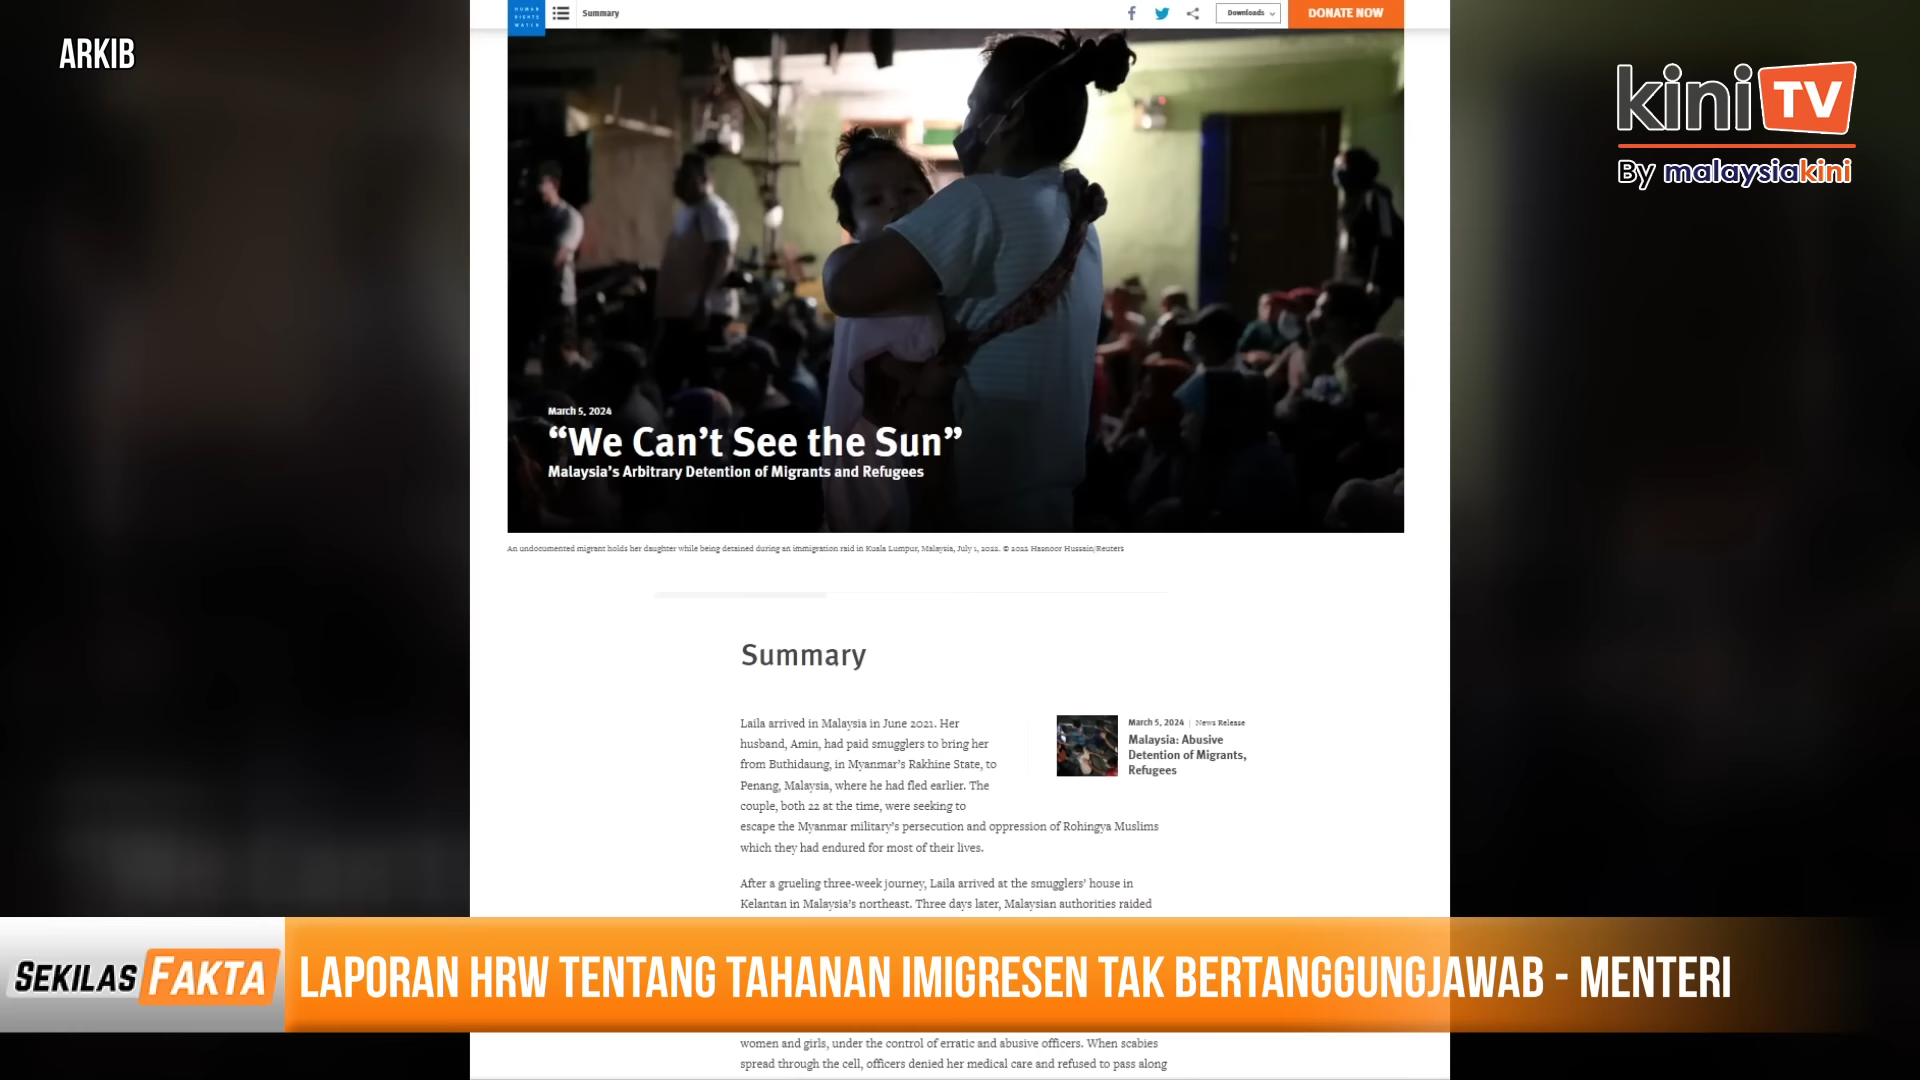 ARKIB
HUMAN
RIGHTS
WATCH
Summary
Downloads
DONATE NOW
kini TV
By malaysiakini
March 5, 2024
“We Can’t See the Sun”
Malaysia’s Arbitrary Detention of Migrants and Refugees
An undocumented migrant holds her daughter while being detained during an immigration raid in Kuala Lumpur, Malaysia, July 1, 2022. © 2022 Hasnoor Hussain/Reuters
Summary
Laila arrived in Malaysia in June 2021. Her
husband, Amin, had paid smugglers to bring her
from Buthidaung, in Myanmar’s Rakhine State, to
Penang, Malaysia, where he had fled earlier. The
couple, both 22 at the time, were seeking to
escape the Myanmar military’s persecution and oppression of Rohingya Muslims
which they had endured for most of their lives.
March 5, 2024 | News Release
Malaysia: Abusive
Detention of Migrants,
Refugees
After a grueling three-week journey, Laila arrived at the smugglers’ house in
Kelantan in Malaysia’s northeast. Three days later, Malaysian authorities raided
SEKILAS FAKTA
LAPORAN HRW TENTANG TAHANAN IMIGRESEN TAK BERTANGGUNGJAWAB - MENTERI
women and girls, under the control of erratic and abusive officers. When scabies
spread through the cell, officers denied her medical care and refused to pass along